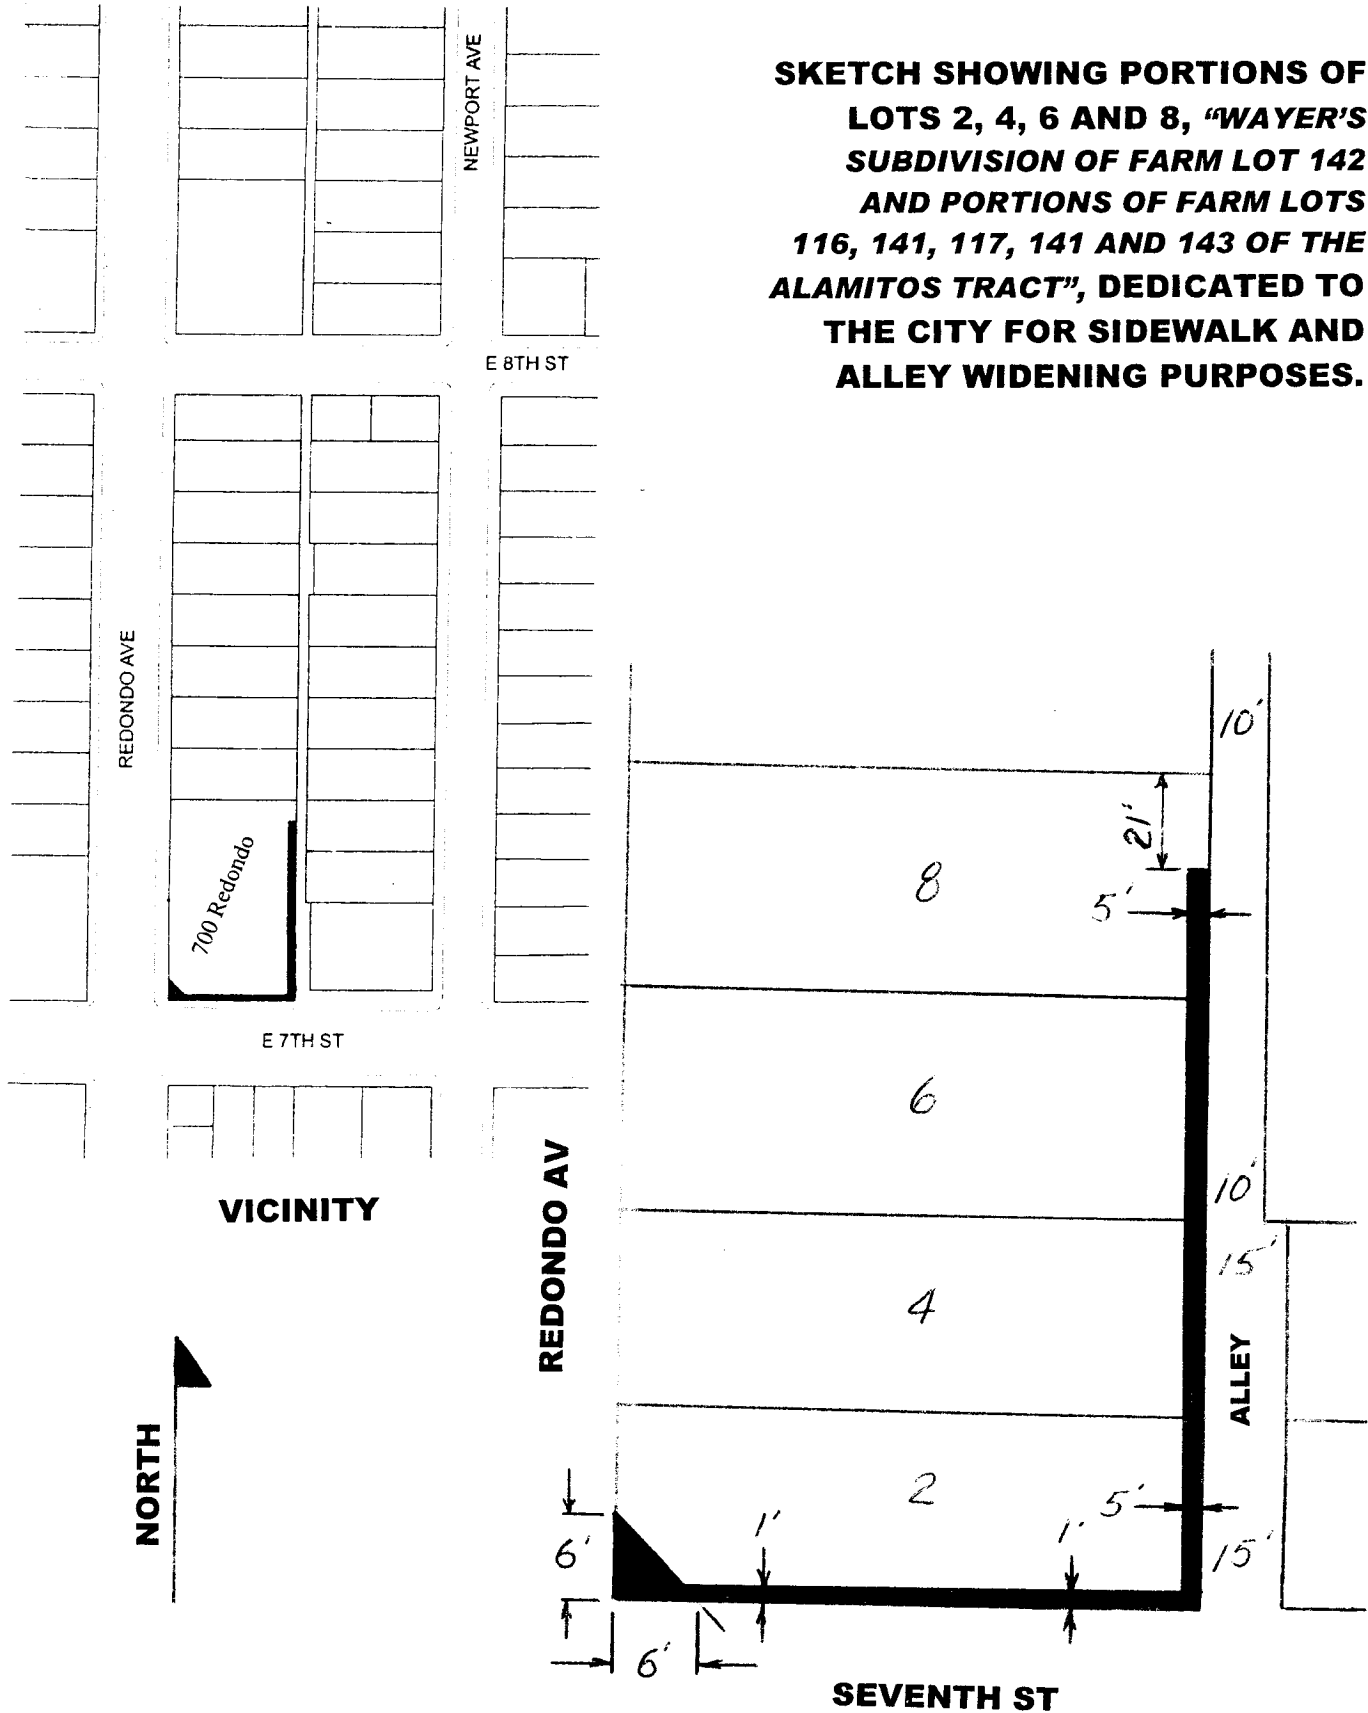 SKETCH SHOWING PORTIONS OF
LOTS 2, 4, 6 AND 8, “WAYER'S
SUBDIVISION OF FARM LOT 142
AND PORTIONS OF FARM LOTS
116, 141, 117, 141 AND 143 OF THE
ALAMITOS TRACT”, DEDICATED TO
THE CITY FOR SIDEWALK AND
ALLEY WIDENING PURPOSES.
NEWPORT AVE
E 8TH ST
REDONDO AVE
700 Redondo
E 7TH ST
VICINITY
NORTH
10'
21'
8
5'
6
10'
15'
REDONDO AV
4
ALLEY
2
5'
1'
1'
15'
6'
6'
SEVENTH ST